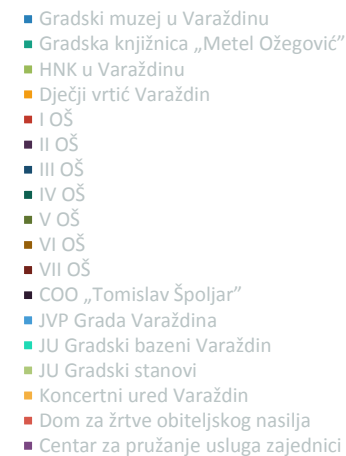 Gradski muzej u Varaždinu
Gradska knjižnica „Metel Ožegović”
HNK u Varaždinu
Dječji vrtić Varaždin
I OŠ
II OŠ
III OŠ
IV OŠ
V OŠ
VI OŠ
VII OŠ
COO „Tomislav Špoljar”
JVP Grada Varaždina
JU Gradski bazeni Varaždin
JU Gradski stanovi
Koncertni ured Varaždin
Dom za žrtve obiteljskog nasilja
Centar za pružanje usluga zajednici